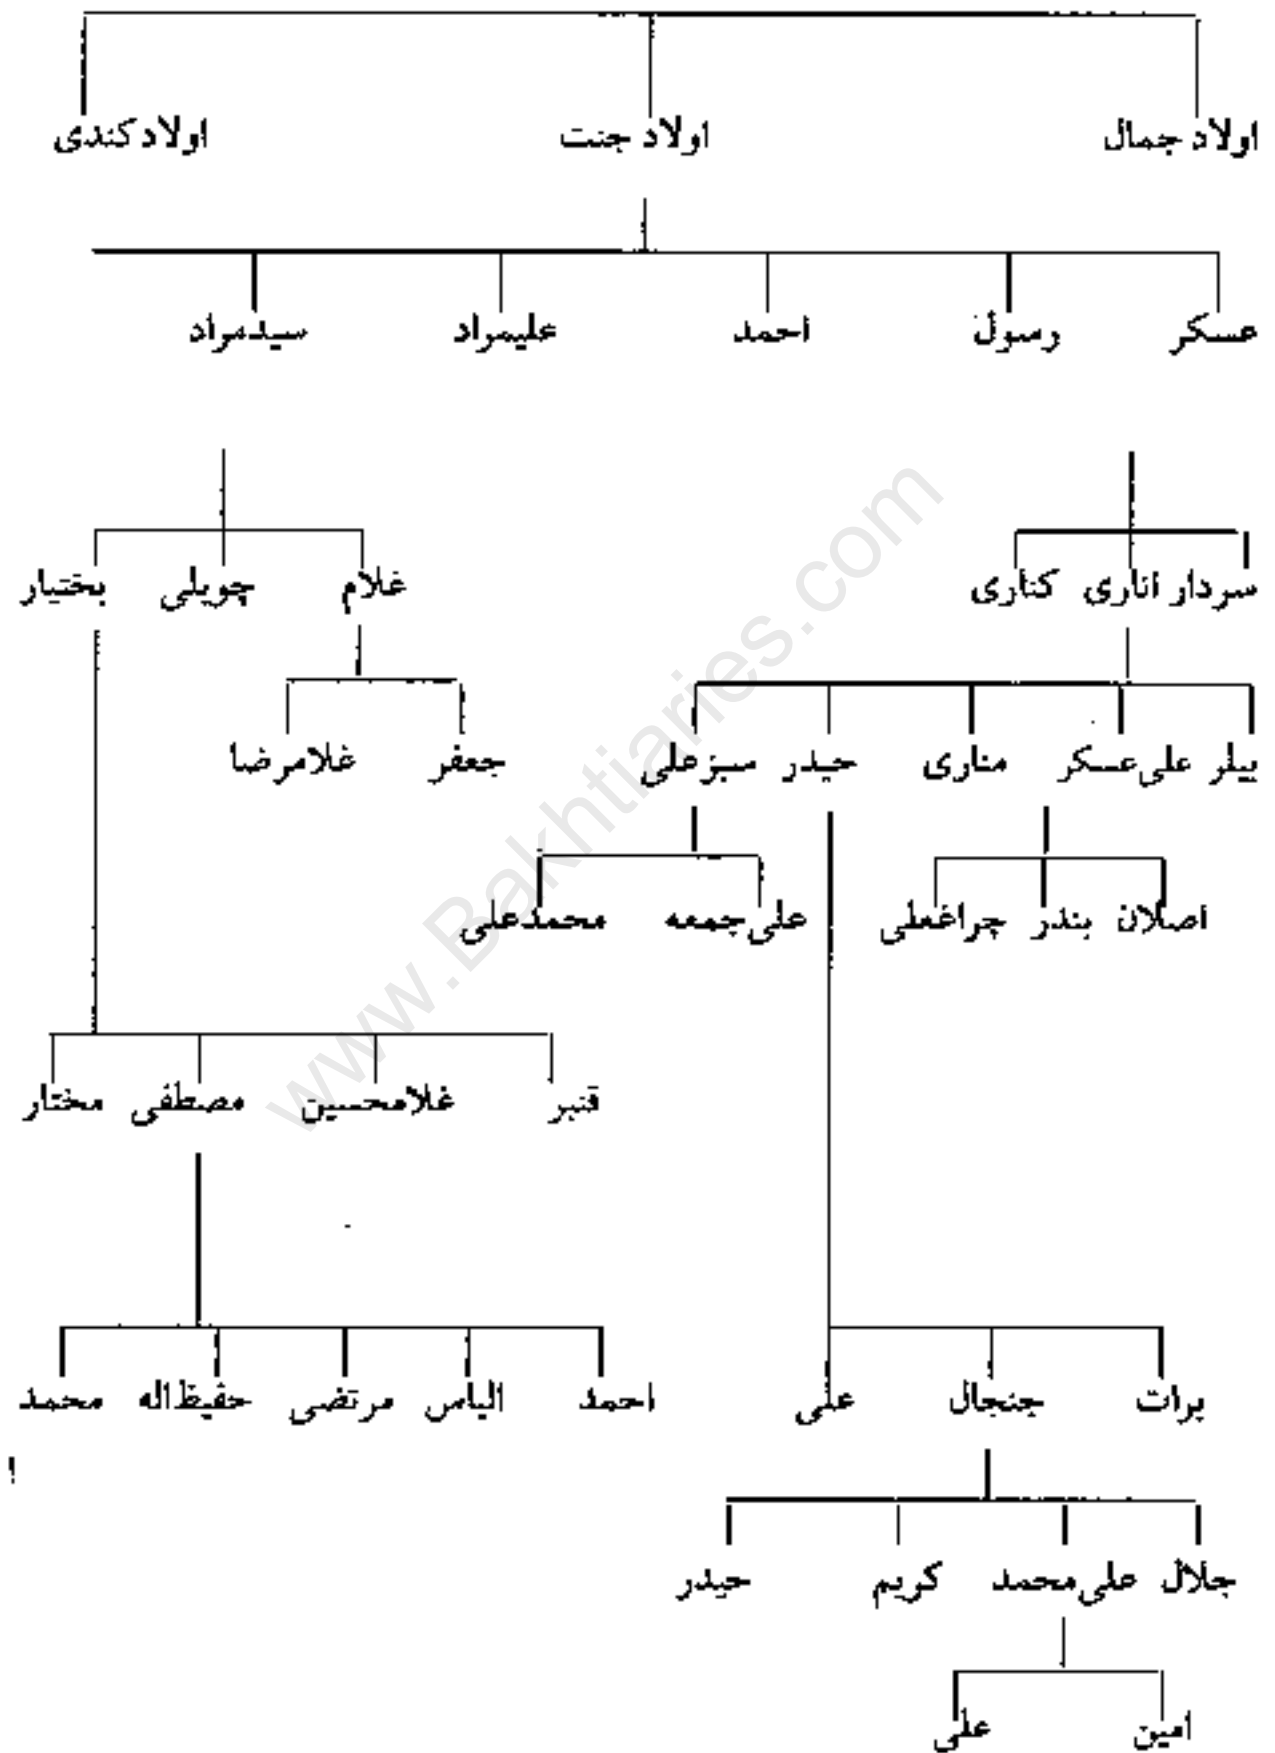 اولاد جمال اولاد جنت اولاد کندی
عسکر رسول احمد علیمراد سیدمراد
سردار اناری کناری غلام چویلی بختیار
بیلر علی‌عسکر مناری حیدر سبزعلی جعفر غلامرضا
اصلان بندر چراغعلی علی‌جمعه محمدعلی
قنبر غلامحسین مصطفی مختار
برات جنجال علی احمد الیاس مرتضی حفیظ‌اله محمد
جلال علی‌محمد کریم حیدر
امین علی
www.Bakhtiaries.com